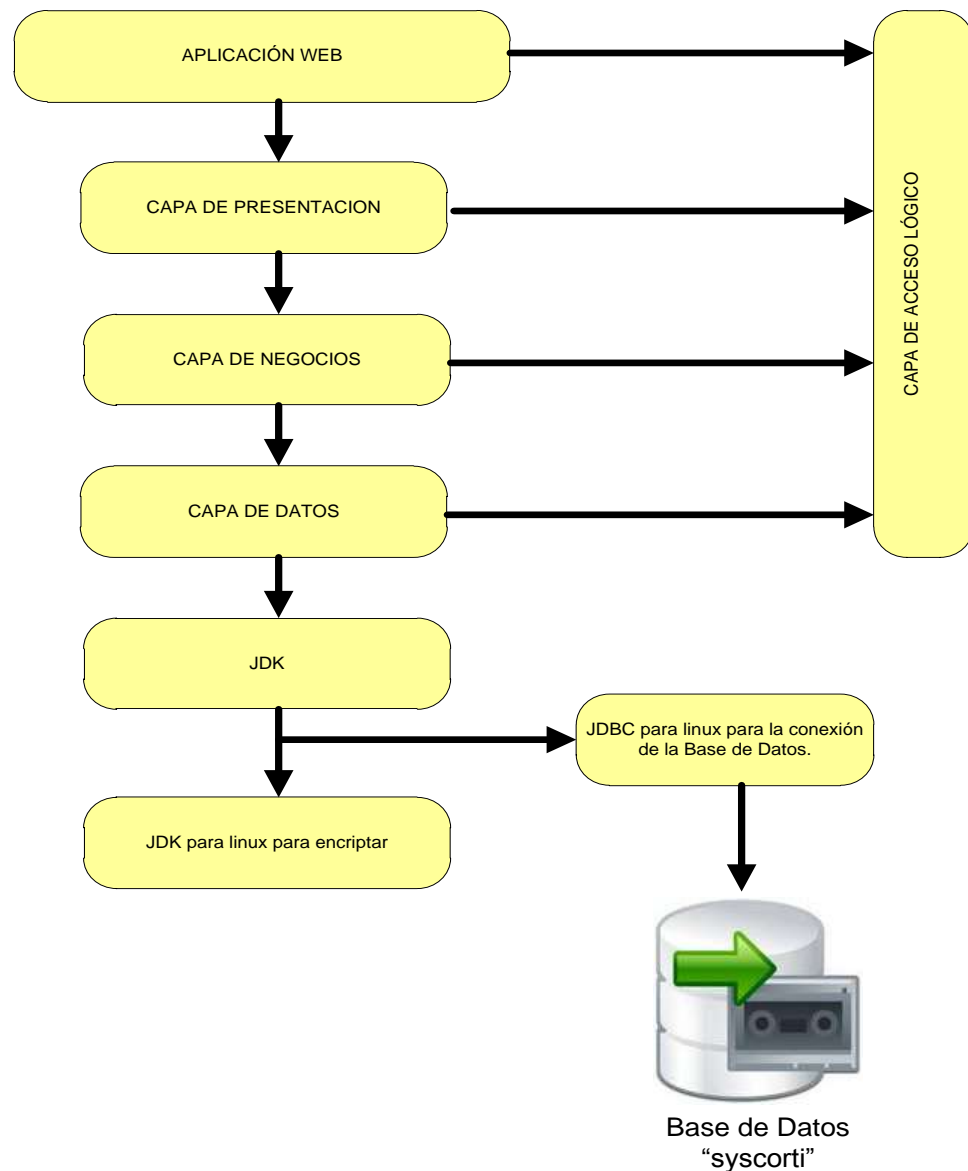 APLICACIÓN WEB
CAPA DE PRESENTACION
CAPA DE NEGOCIOS
CAPA DE DATOS
CAPA DE ACCESO LÓGICO
JDK
JDBC para linux para la conexión
de la Base de Datos.
JDK para linux para encriptar
Base de Datos
“syscorti”